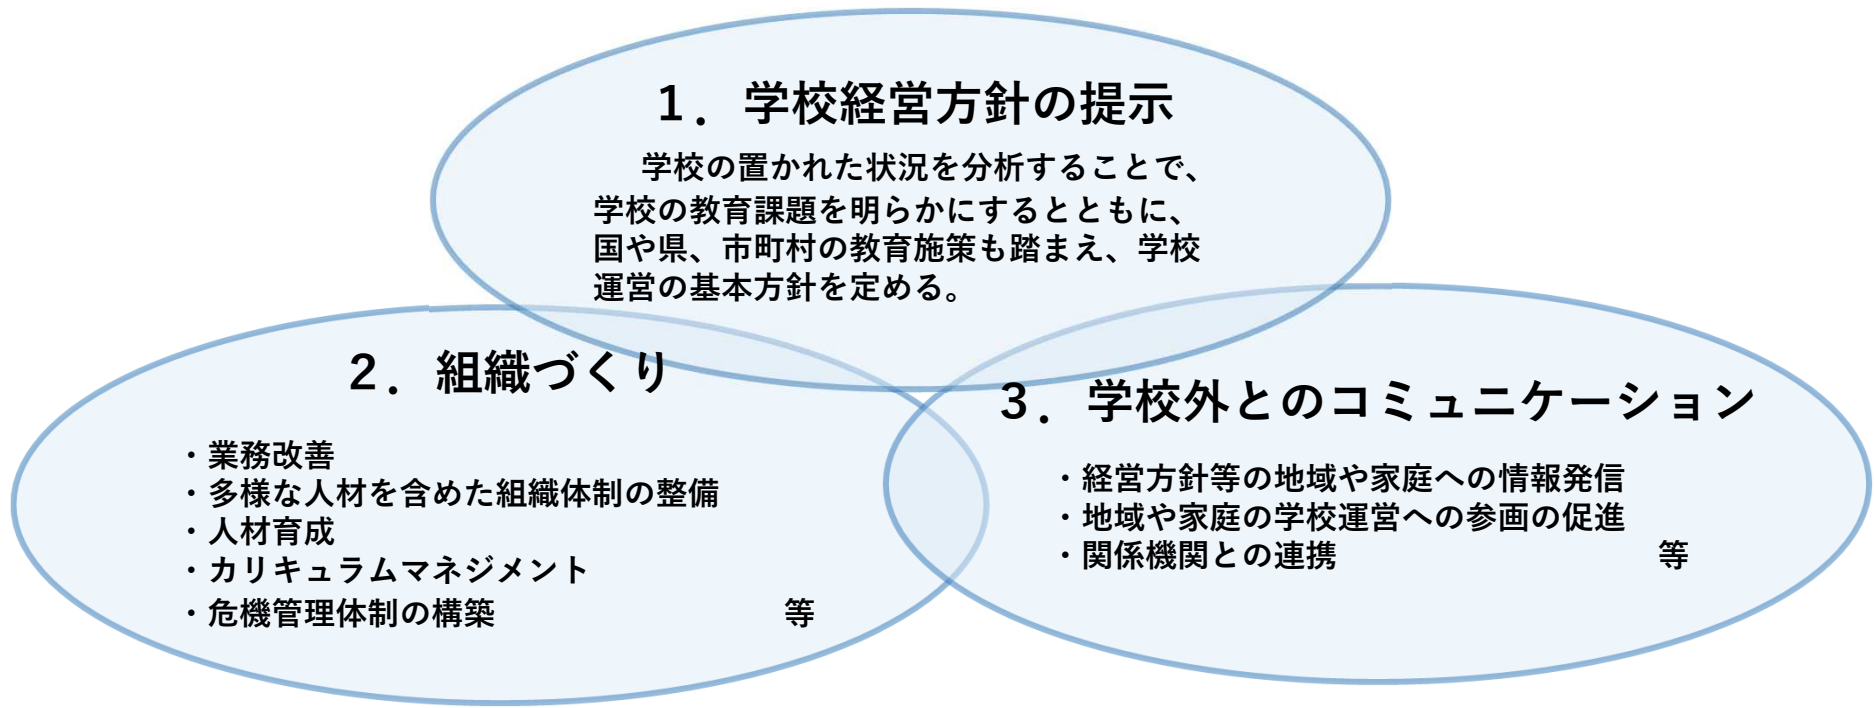 １．学校経営方針の提示
学校の置かれた状況を分析することで、
学校の教育課題を明らかにするとともに、
国や県、市町村の教育施策も踏まえ、学校
運営の基本方針を定める。
２．組織づくり
・業務改善
・多様な人材を含めた組織体制の整備
・人材育成
・カリキュラムマネジメント
・危機管理体制の構築　等
３．学校外とのコミュニケーション
・経営方針等の地域や家庭への情報発信
・地域や家庭の学校運営への参画の促進
・関係機関との連携　等